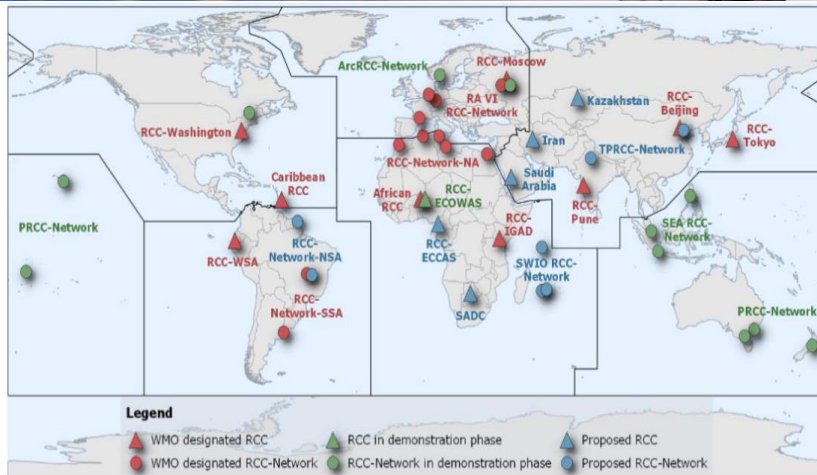 ArcRCC-Network
RCC-Moscow
RCC-Washington
RA VI
RCC-Network
Kazakhstan
RCC-
Beijing
RCC-
Tokyo
Iran
TPRCC-Network
RCC-Network-NA
Saudi
Arabia
Caribbean
RCC
African
RCC
RCC-
ECOWAS
RCC-
Pune
PRCC-Network
RCC-WSA
RCC-
Network-NSA
RCC-
ECCAS
RCC-
IGAD
SEA RCC-
Network
SWIO RCC-
Network
RCC-
Network-SSA
SADC
PRCC-Network
Legend
WMO designated RCC
RCC in demonstration phase
Proposed RCC
WMO designated RCC-Network
RCC-Network in demonstration phase
Proposed RCC-Network